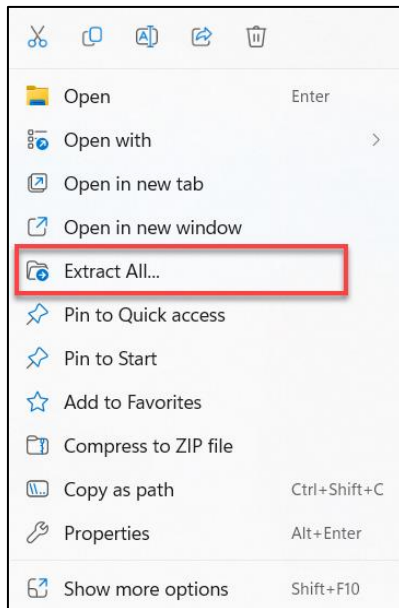 Open Enter
Open with
Open in new tab
Open in new window
Extract All...
Pin to Quick access
Pin to Start
Add to Favorites
Compress to ZIP file
Copy as path Ctrl+Shift+C
Properties Alt+Enter
Show more options Shift+F10